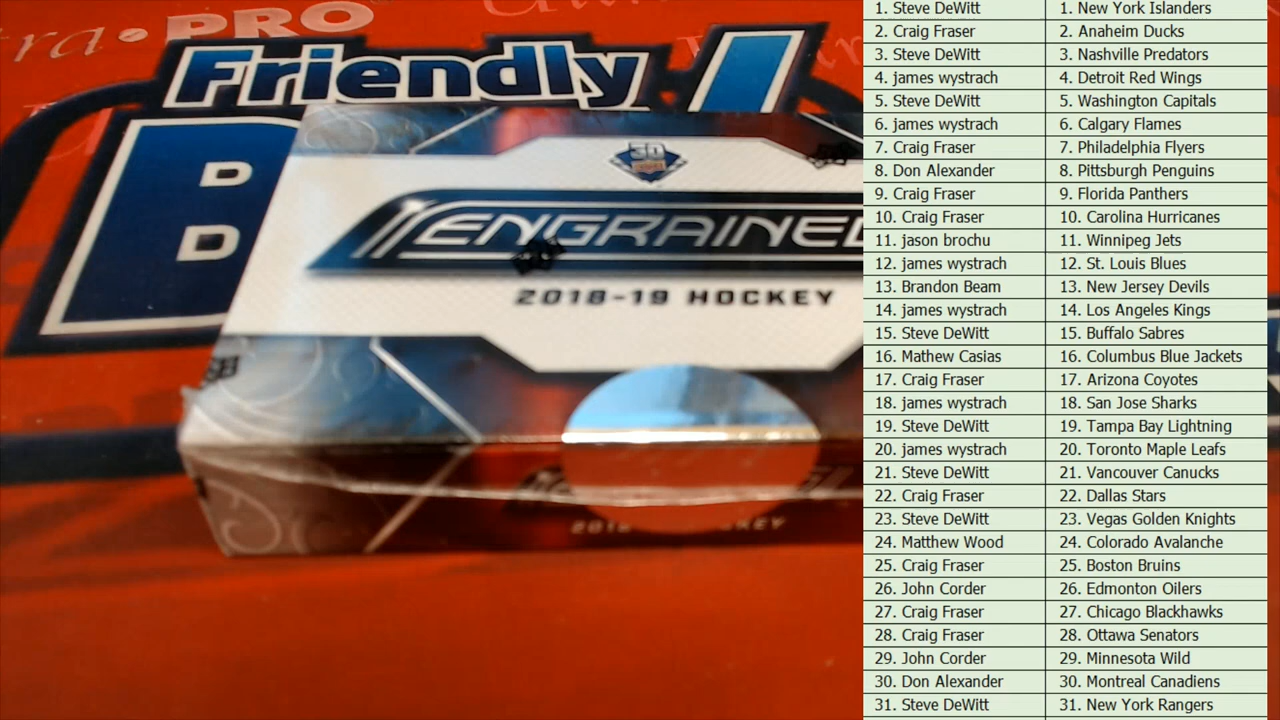 PRO
Friendly
30
ENGRAINED
2018-19 HOCKEY
1. Steve DeWitt 1. New York Islanders
2. Craig Fraser 2. Anaheim Ducks
3. Steve DeWitt 3. Nashville Predators
4. james wystrach 4. Detroit Red Wings
5. Steve DeWitt 5. Washington Capitals
6. james wystrach 6. Calgary Flames
7. Craig Fraser 7. Philadelphia Flyers
8. Don Alexander 8. Pittsburgh Penguins
9. Craig Fraser 9. Florida Panthers
10. Craig Fraser 10. Carolina Hurricanes
11. jason brochu 11. Winnipeg Jets
12. james wystrach 12. St. Louis Blues
13. Brandon Beam 13. New Jersey Devils
14. james wystrach 14. Los Angeles Kings
15. Steve DeWitt 15. Buffalo Sabres
16. Mathew Casias 16. Columbus Blue Jackets
17. Craig Fraser 17. Arizona Coyotes
18. james wystrach 18. San Jose Sharks
19. Steve DeWitt 19. Tampa Bay Lightning
20. james wystrach 20. Toronto Maple Leafs
21. Steve DeWitt 21. Vancouver Canucks
22. Craig Fraser 22. Dallas Stars
23. Steve DeWitt 23. Vegas Golden Knights
24. Matthew Wood 24. Colorado Avalanche
25. Craig Fraser 25. Boston Bruins
26. John Corder 26. Edmonton Oilers
27. Craig Fraser 27. Chicago Blackhawks
28. Craig Fraser 28. Ottawa Senators
29. John Corder 29. Minnesota Wild
30. Don Alexander 30. Montreal Canadiens
31. Steve DeWitt 31. New York Rangers